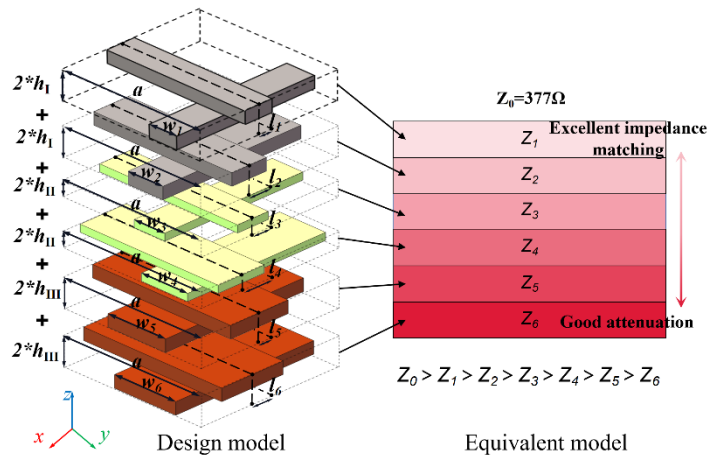 2*h_I
+
2*h_I
+
2*h_II
+
2*h_II
+
2*h_III
+
2*h_III
a
w_1
l_1
a
w_2
l_2
a
w_3
l_3
a
w_4
l_4
a
w_5
l_5
a
w_6
l_6
z
x
y
Design model
Z_0=377Ω
Z_1
Excellent impedance
matching
Z_2
Z_3
Z_4
Z_5
Z_6
Good attenuation
Z_0 > Z_1 > Z_2 > Z_3 > Z_4 > Z_5 > Z_6
Equivalent model